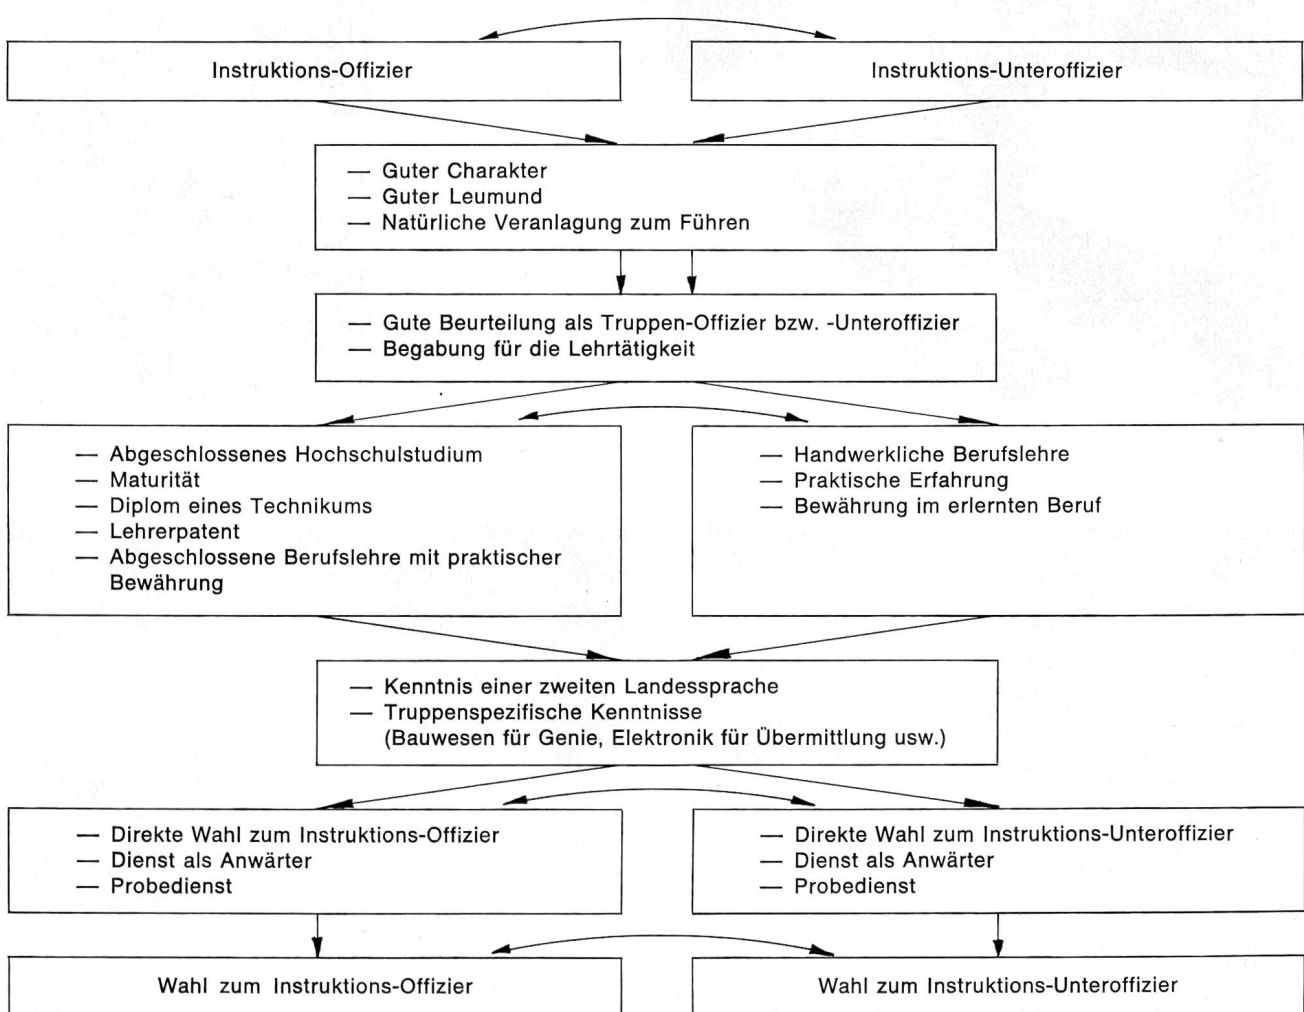 Instruktions-Offizier
Instruktions-Unteroffizier
— Guter Charakter
— Guter Leumund
— Natürliche Veranlagung zum Führen
— Gute Beurteilung als Truppen-Offizier bzw. -Unteroffizier
— Begabung für die Lehrtätigkeit
— Abgeschlossenes Hochschulstudium
— Maturität
— Diplom eines Technikums
— Lehrerpatent
— Abgeschlossene Berufslehre mit praktischer
Bewährung
— Handwerkliche Berufslehre
— Praktische Erfahrung
— Bewährung im erlernten Beruf
— Kenntnis einer zweiten Landessprache
— Truppenspezifische Kenntnisse
(Bauwesen für Genie, Elektronik für Übermittlung usw.)
— Direkte Wahl zum Instruktions-Offizier
— Dienst als Anwärter
— Probedienst
— Direkte Wahl zum Instruktions-Unteroffizier
— Dienst als Anwärter
— Probedienst
Wahl zum Instruktions-Offizier
Wahl zum Instruktions-Unteroffizier